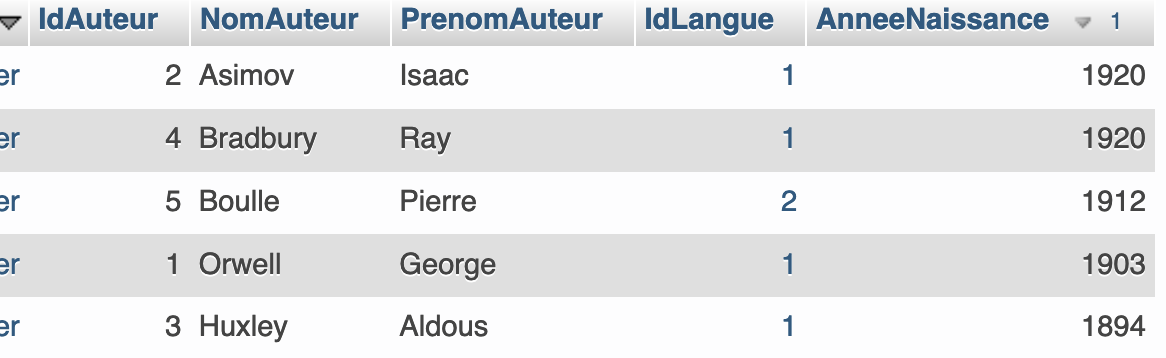 IdAuteur NomAuteur PrenomAuteur IdLangue AnneeNaissance 1
er 2 Asimov Isaac 1 1920
er 4 Bradbury Ray 1 1920
er 5 Boulle Pierre 2 1912
er 1 Orwell George 1 1903
er 3 Huxley Aldous 1 1894